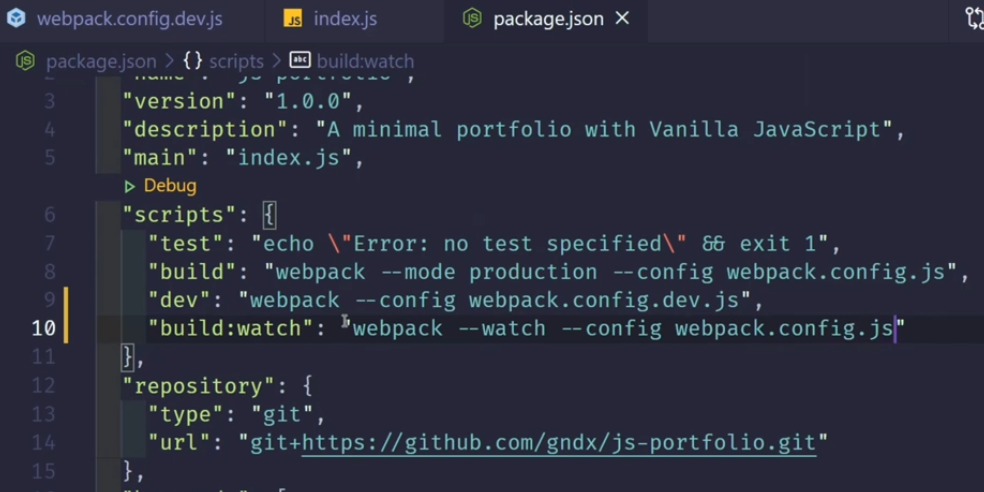 webpack.config.dev.js JS index.js package.json
package.json > {} scripts > abc build:watch
2 "name": "js-portfolio",
3 "version": "1.0.0",
4 "description": "A minimal portfolio with Vanilla JavaScript",
5 "main": "index.js",
Debug
6 "scripts": {
7 "test": "echo \"Error: no test specified\" && exit 1",
8 "build": "webpack --mode production --config webpack.config.js",
9 "dev": "webpack --config webpack.config.dev.js",
10 "build:watch": "webpack --watch --config webpack.config.js"
11 },
12 "repository": {
13 "type": "git",
14 "url": "git+https://github.com/gndx/js-portfolio.git"
15 },